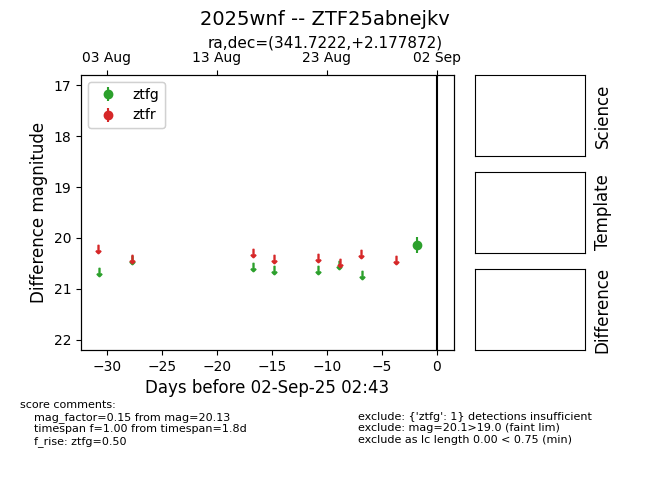 2025wnf -- ZTF25abnejkv
ra,dec=(341.7222,+2.177872)
03 Aug 13 Aug 23 Aug 02 Sep
ztfg
ztfr
17
18
19
20
21
22
Difference magnitude
−30 −25 −20 −15 −10 −5 0
Days before 02-Sep-25 02:43
Science
Template
Difference
score comments:
mag_factor=0.15 from mag=20.13
timespan f=1.00 from timespan=1.8d
f_rise: ztfg=0.50
exclude: {'ztfg': 1} detections insufficient
exclude: mag=20.1>19.0 (faint lim)
exclude as lc length 0.00 < 0.75 (min)